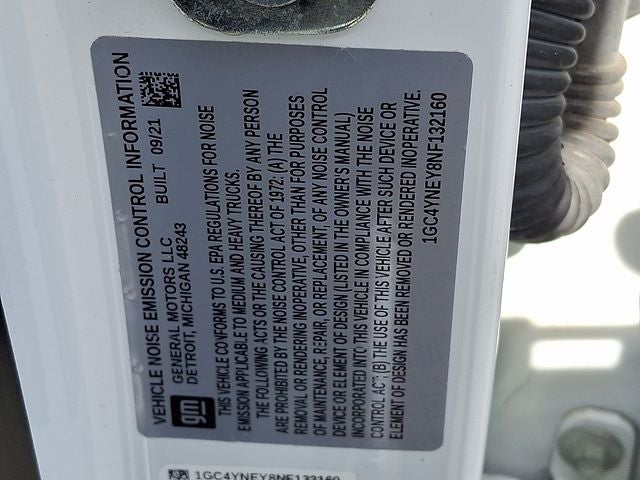 VEHICLE NOISE EMISSION CONTROL INFORMATION
gm
GENERAL MOTORS LLC
DETROIT, MICHIGAN 48243
BUILT 09/21
THIS VEHICLE CONFORMS TO U.S. EPA REGULATIONS FOR NOISE
EMISSION APPLICABLE TO MEDIUM AND HEAVY TRUCKS.
THE FOLLOWING ACTS OR THE CAUSING THEREOF BY ANY PERSON
ARE PROHIBITED BY THE NOISE CONTROL ACT OF 1972: (A) THE
REMOVAL OR RENDERING INOPERATIVE, OTHER THAN FOR PURPOSES
OF MAINTENANCE, REPAIR, OR REPLACEMENT, OF ANY NOISE CONTROL
DEVICE OR ELEMENT OF DESIGN (LISTED IN THE OWNER'S MANUAL)
INCORPORATED INTO THIS VEHICLE IN COMPLIANCE WITH THE NOISE
CONTROL ACT; (B) THE USE OF THIS VEHICLE AFTER SUCH DEVICE OR
ELEMENT OF DESIGN HAS BEEN REMOVED OR RENDERED INOPERATIVE.
1GC4YNEY8NF132160
1GC4YNEY8NF132160